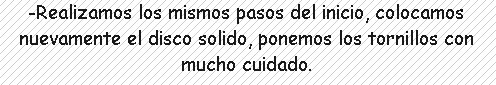 -Realizamos los mismos pasos del inicio, colocamos
nuevamente el disco solido, ponemos los tornillos con
mucho cuidado.